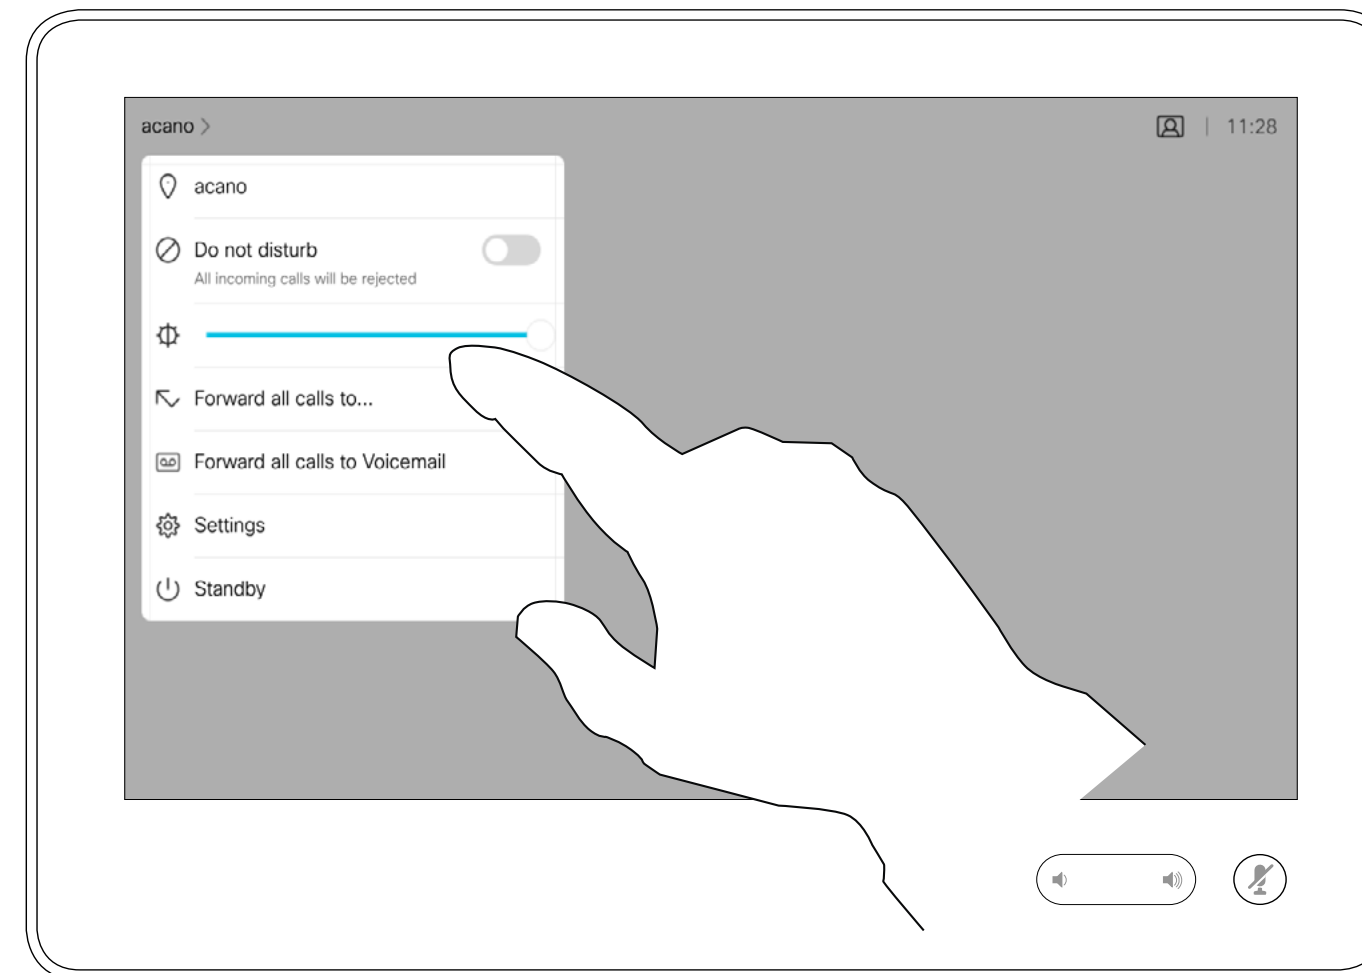 acano
11:28
acano
Do not disturb
All incoming calls will be rejected
Forward all calls to...
Forward all calls to Voicemail
Settings
Standby